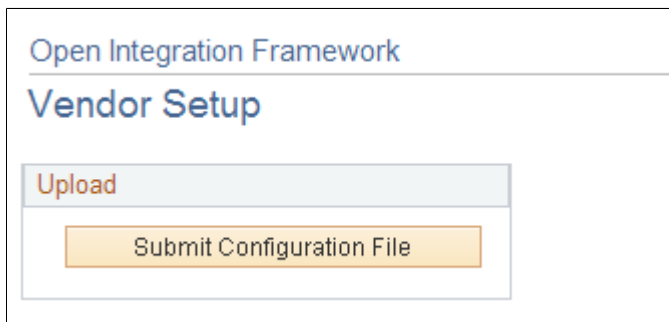 Open Integration Framework
Vendor Setup
Upload
Submit Configuration File